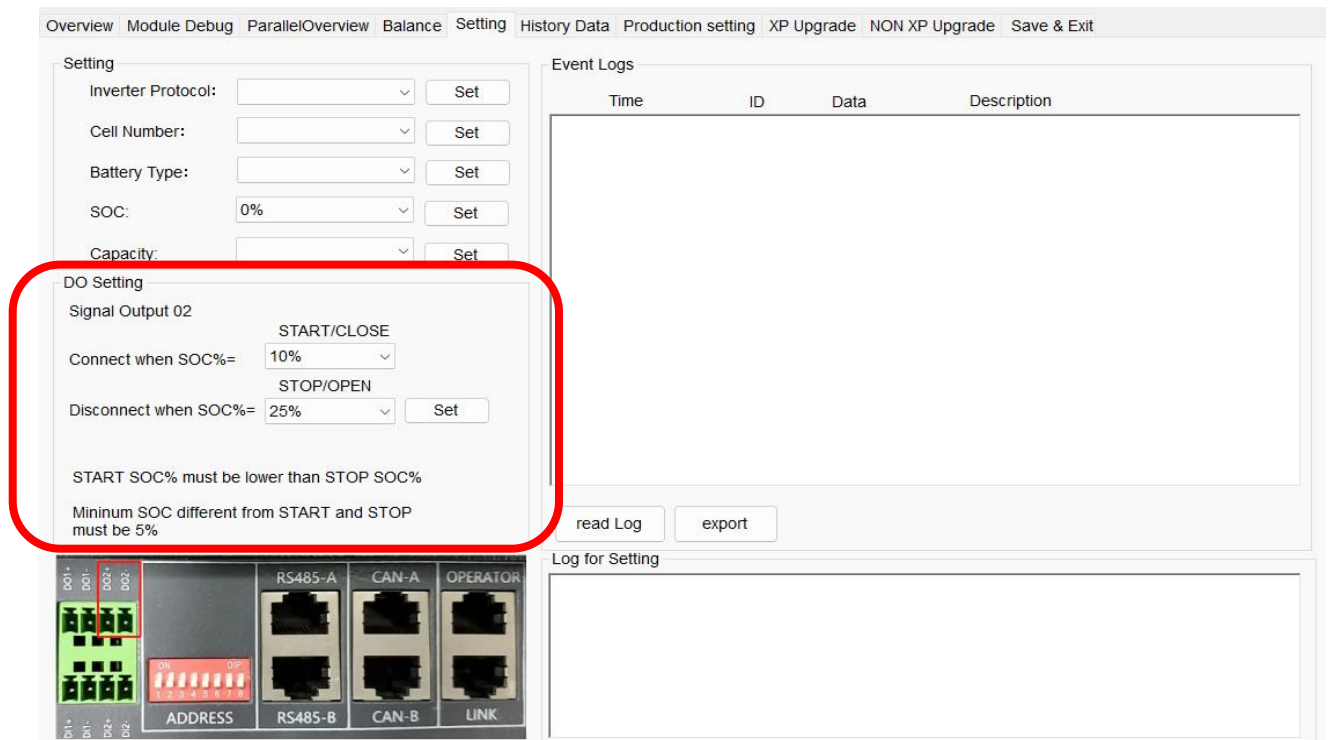 Overview Module Debug ParallelOverview Balance Setting History Data Production setting XP Upgrade NON XP Upgrade Save & Exit
Setting
Inverter Protocol: Set
Cell Number: Set
Battery Type: Set
SOC: 0% Set
Capacity: Set
DO Setting
Signal Output 02
START/CLOSE
Connect when SOC%= 10%
STOP/OPEN
Disconnect when SOC%= 25% Set
START SOC% must be lower than STOP SOC%
Mininum SOC different from START and STOP
must be 5%
DO1+ DO1- DO2+ DO2
RS485-A CAN-A OPERATOR
ON DIP
1 2 3 4 5 6 7 8
ADDRESS RS485-B CAN-B LINK
DI1+ DI1- DI2+ DI2-
Event Logs
Time ID Data Description
read Log export
Log for Setting